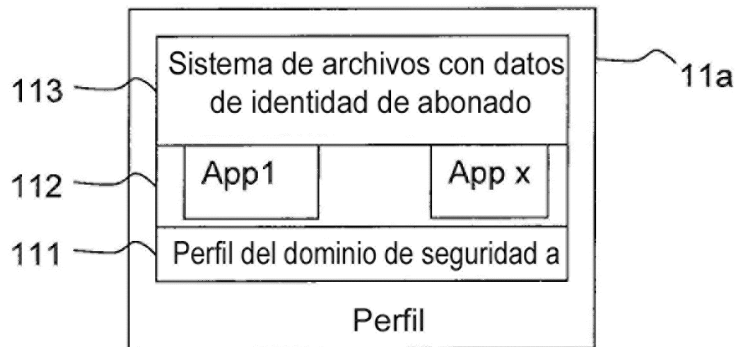 Sistema de archivos con datos
de identidad de abonado
11a
113
App1
App x
112
111
Perfil del dominio de seguridad a
Perfil